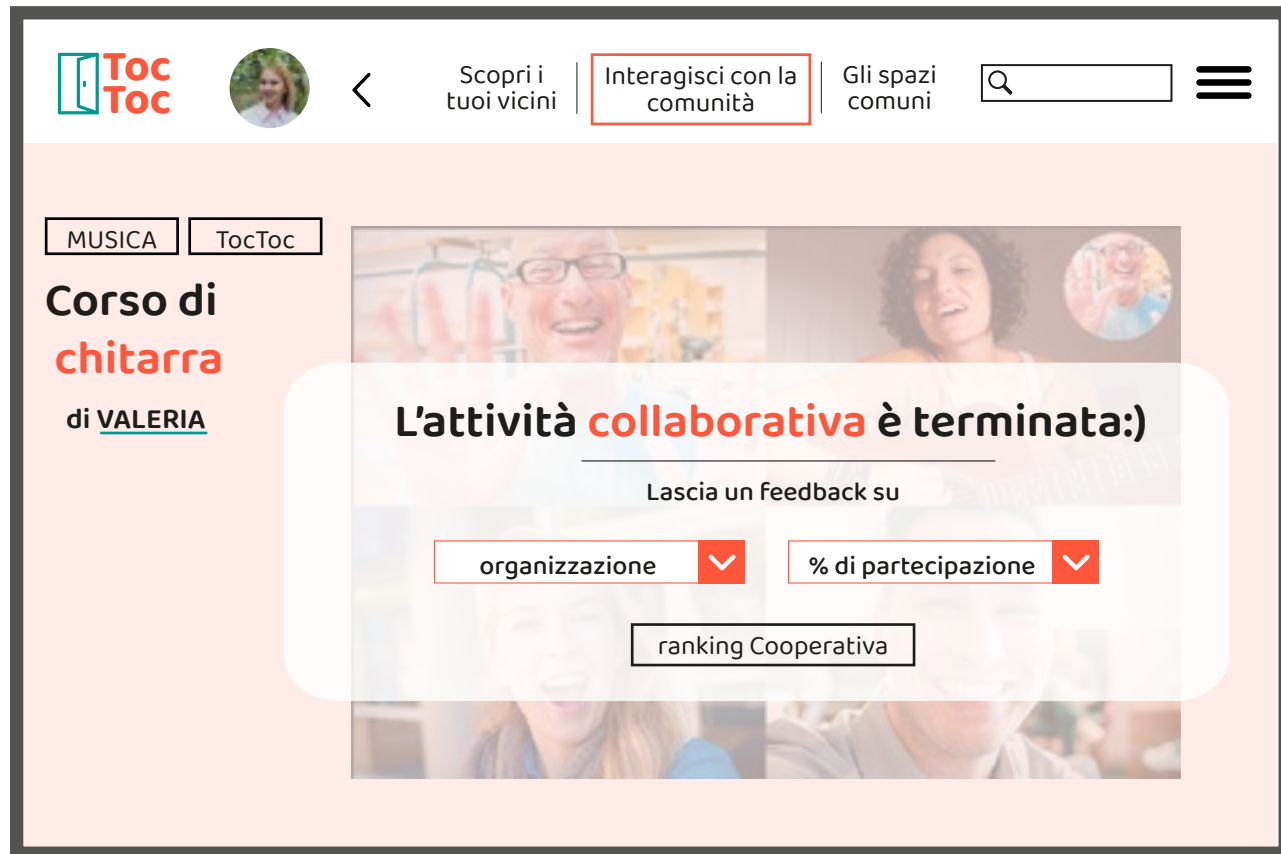 Toc
Toc
Scopri i
tuoi vicini
Interagisci con la
comunità
Gli spazi
comuni
MUSICA
TocToc
Corso di
chitarra
di VALERIA
L'attività collaborativa è terminata:)
Lascia un feedback su
organizzazione
% di partecipazione
ranking Cooperativa